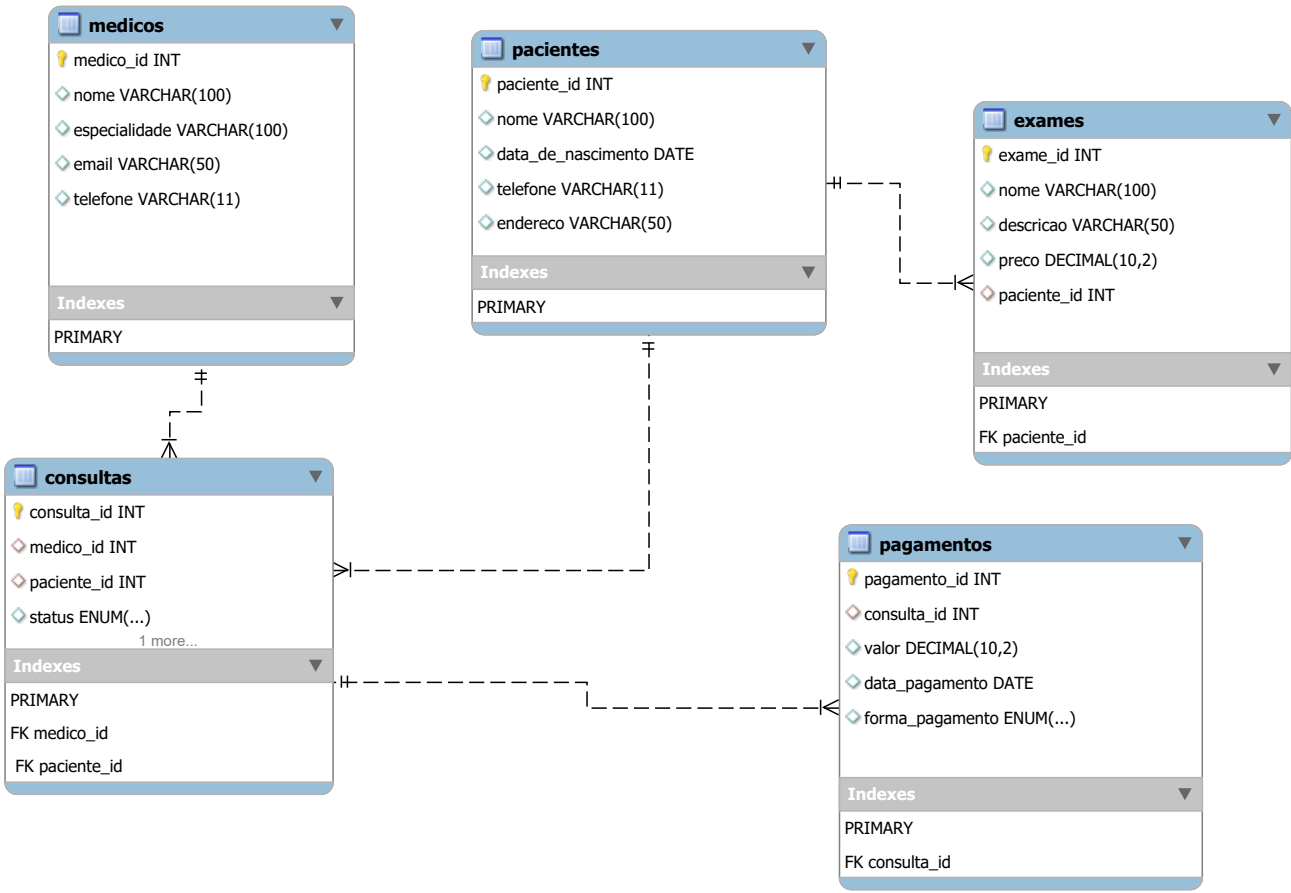 medicos
medico_id INT
nome VARCHAR(100)
especialidade VARCHAR(100)
email VARCHAR(50)
telefone VARCHAR(11)
Indexes
PRIMARY
pacientes
paciente_id INT
nome VARCHAR(100)
data_de_nascimento DATE
telefone VARCHAR(11)
endereco VARCHAR(50)
Indexes
PRIMARY
exames
exame_id INT
nome VARCHAR(100)
descricao VARCHAR(50)
preco DECIMAL(10,2)
paciente_id INT
Indexes
PRIMARY
FK paciente_id
consultas
consulta_id INT
medico_id INT
paciente_id INT
status ENUM(...)
1 more...
Indexes
PRIMARY
FK medico_id
FK paciente_id
pagamentos
pagamento_id INT
consulta_id INT
valor DECIMAL(10,2)
data_pagamento DATE
forma_pagamento ENUM(...)
Indexes
PRIMARY
FK consulta_id